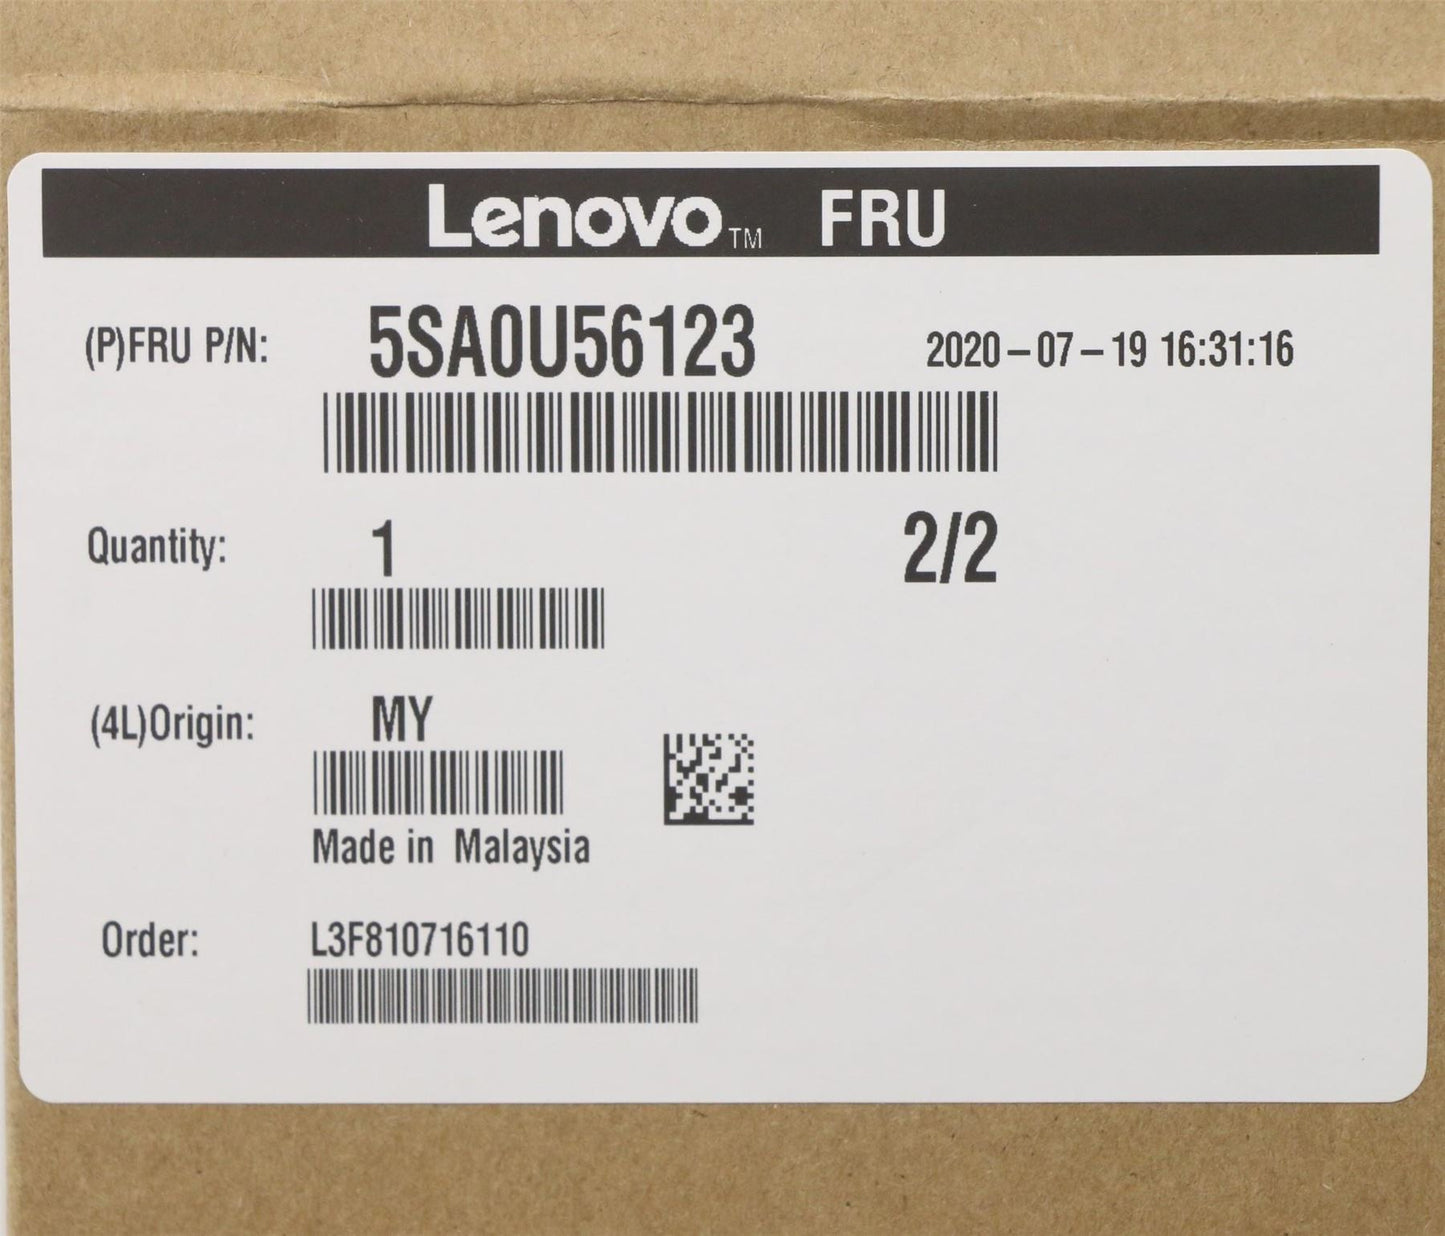 Lenovo™ FRU
(P)FRU P/N: 5SA0U56123 2020-07-19 16:31:16
Quantity: 1 2/2
(4L)Origin: MY
Made in Malaysia
Order: L3F810716110